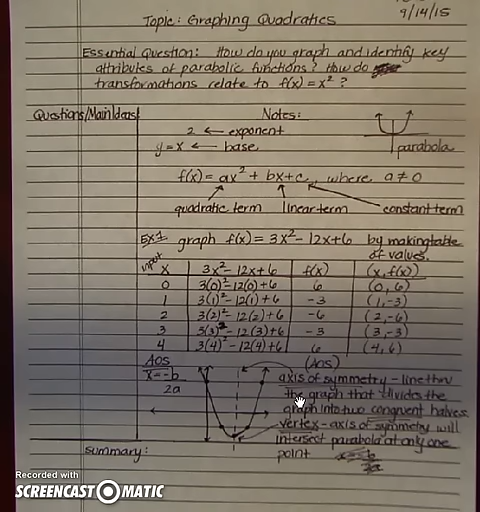 9/14/15
Topic: Graphing Quadratics
Essential Question: How do you graph and identify key
attributes of parabolic functions? How do
transformations relate to f(x) = x² ?
Questions/Main Ideas
Notes:
2 ← exponent
y = x ← base
parabola
f(x) = ax² + bx + c, where a ≠ 0
quadratic term linear term constant term
EX1 graph f(x) = 3x² - 12x + 6 by making table
of values.
input
x 3x² - 12x + 6 f(x) (x, f(x))
0 3(0)² - 12(0) + 6 6 (0, 6)
1 3(1)² - 12(1) + 6 -3 (1, -3)
2 3(2)² - 12(2) + 6 -6 (2, -6)
3 3(3)² - 12(3) + 6 -3 (3, -3)
4 3(4)² - 12(4) + 6 6 (4, 6)
AOS
x = -b
2a
(AOS)
axis of symmetry - line thru
the graph that divides the
graph into two congruent halves.
vertex - axis of symmetry will
intersect parabola at only one
point
summary:
Recorded with
SCREENCAST O MATIC